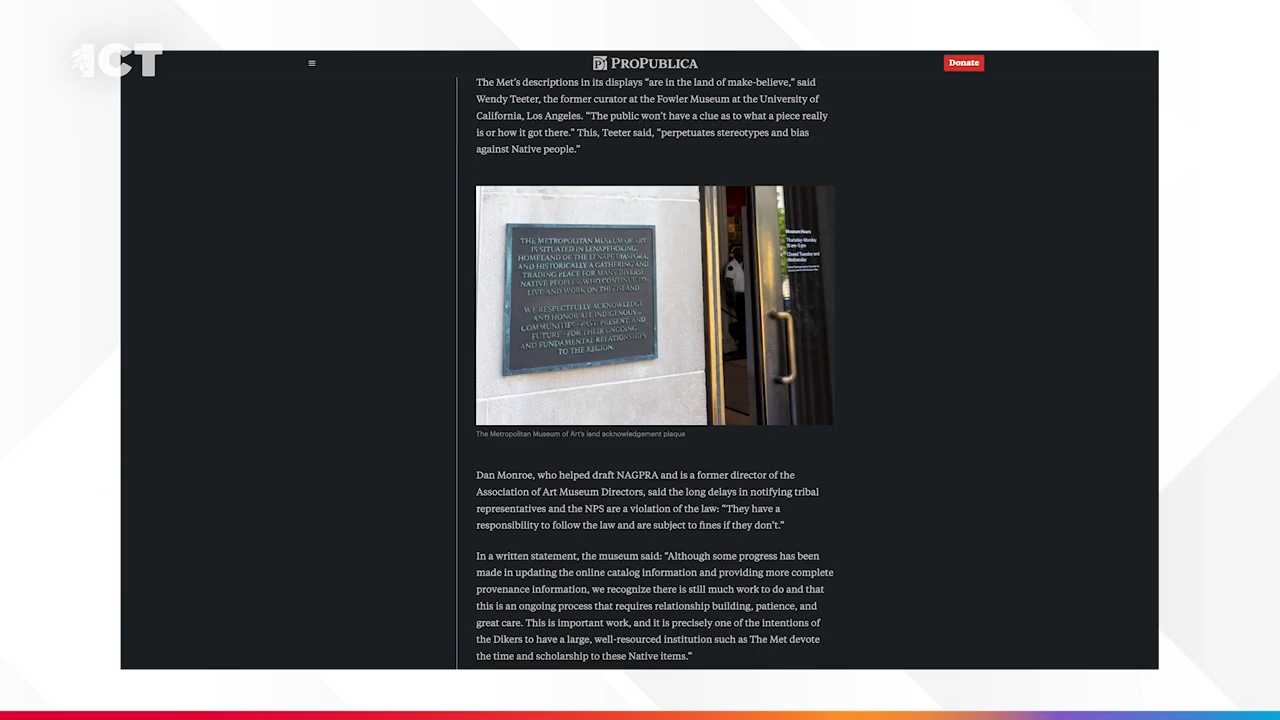 ICT
PROPUBLICA
Donate
The Met's descriptions in its displays “are in the land of make-believe,” said
Wendy Teeter, the former curator at the Fowler Museum at the University of
California, Los Angeles. “The public won't have a clue as to what a piece really
is or how it got there.” This, Teeter said, “perpetuates stereotypes and bias
against Native people.”
THE METROPOLITAN MUSEUM OF ART
IS SITUATED IN LENAPEHOKING,
HOMELAND OF THE LENAPE DIASPORA,
AND HISTORICALLY A GATHERING AND
TRADING PLACE FOR MANY DIVERSE
NATIVE PEOPLES, WHO CONTINUE TO
LIVE AND WORK ON THIS ISLAND.
WE RESPECTFULLY ACKNOWLEDGE
AND HONOR ALL INDIGENOUS
COMMUNITIES—PAST, PRESENT, AND
FUTURE—FOR THEIR ONGOING
AND FUNDAMENTAL RELATIONSHIPS
TO THE REGION.
Museum Hours
Thursday–Monday
10 am–5 pm
Closed Tuesday and
Wednesday
The Metropolitan Museum of Art's land acknowledgement plaque
Dan Monroe, who helped draft NAGPRA and is a former director of the
Association of Art Museum Directors, said the long delays in notifying tribal
representatives and the NPS are a violation of the law: “They have a
responsibility to follow the law and are subject to fines if they don't.”
In a written statement, the museum said: “Although some progress has been
made in updating the online catalog information and providing more complete
provenance information, we recognize there is still much work to do and that
this is an ongoing process that requires relationship building, patience, and
great care. This is important work, and it is precisely one of the intentions of
the Dikers to have a large, well-resourced institution such as The Met devote
the time and scholarship to these Native items.”